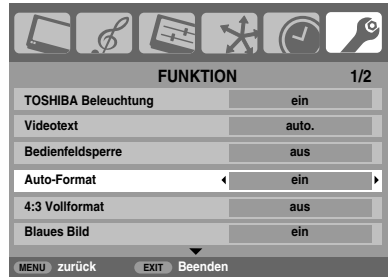 FUNKTION 1/2
TOSHIBA Beleuchtung ein
Videotext auto.
Bedienfeldsperre aus
Auto-Format ein
4:3 Vollformat aus
Blaues Bild ein
MENU zurück EXIT Beenden